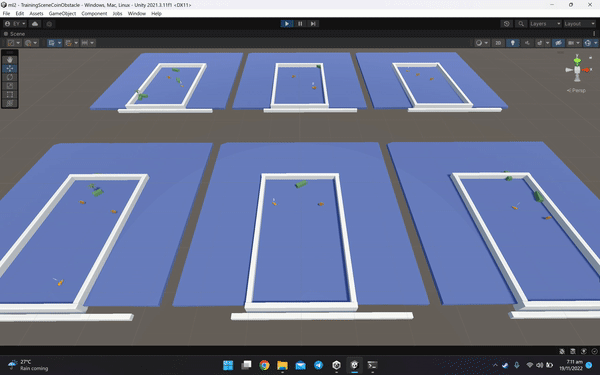 ml2 - TrainingSceneCoinObstacle - Windows, Mac, Linux - Unity 2021.3.11f1 <DX11>
File Edit Assets GameObject Component Jobs Window Help
EY
Layers
Layout
Scene
Persp
27°C
Rain coming
7:11 am
19/11/2022